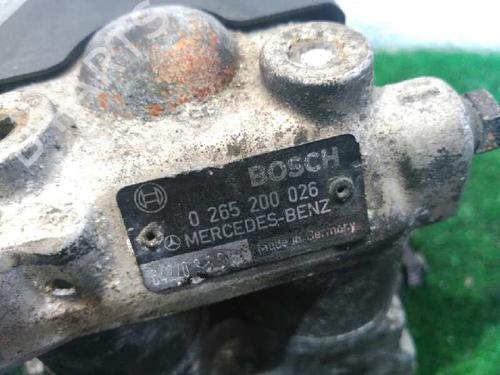 BOSCH
0 265 200 026
MERCEDES-BENZ
Made in Germany